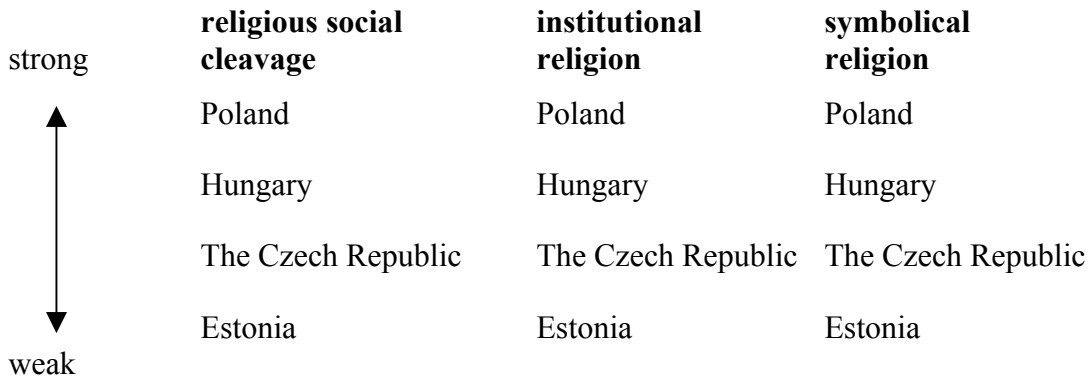 religious social institutional symbolical
strong cleavage religion religion
Poland Poland Poland
Hungary Hungary Hungary
The Czech Republic The Czech Republic The Czech Republic
Estonia Estonia Estonia
weak